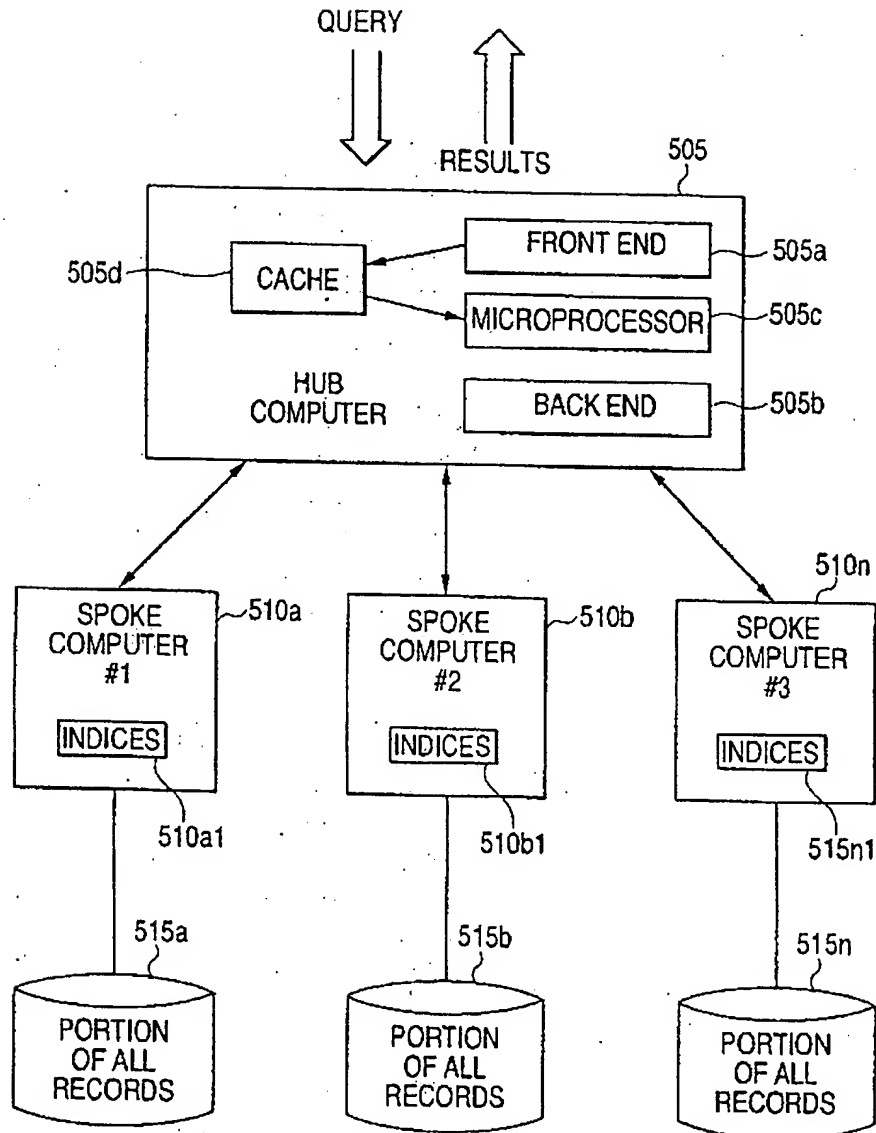 QUERY
RESULTS
505
FRONT END
505a
505d
CACHE
MICROPROCESSOR
505c
HUB
COMPUTER
BACK END
505b
SPOKE
COMPUTER
#1
510a
INDICES
510a1
SPOKE
COMPUTER
#2
510b
INDICES
510b1
510n
SPOKE
COMPUTER
#3
INDICES
515n1
515a
PORTION
OF ALL
RECORDS
515b
PORTION
OF ALL
RECORDS
515n
PORTION
OF ALL
RECORDS